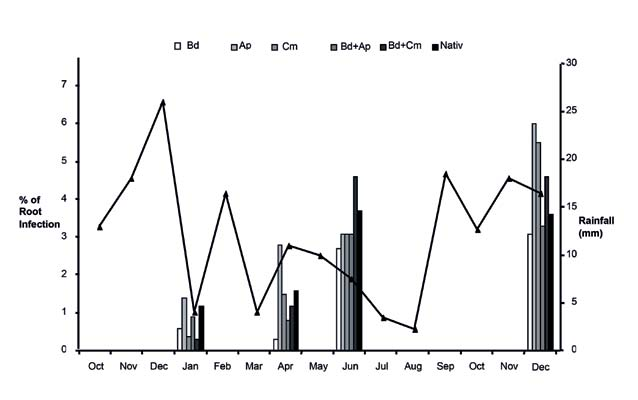 Bd Ap Cm Bd+Ap Bd+Cm Nativ
% of
Root
Infection
7
6
5
4
3
2
1
0
30
25
20
15
10
5
0
Rainfall
(mm)
Oct Nov Dec Jan Feb Mar Apr May Jun Jul Aug Sep Oct Nov Dec